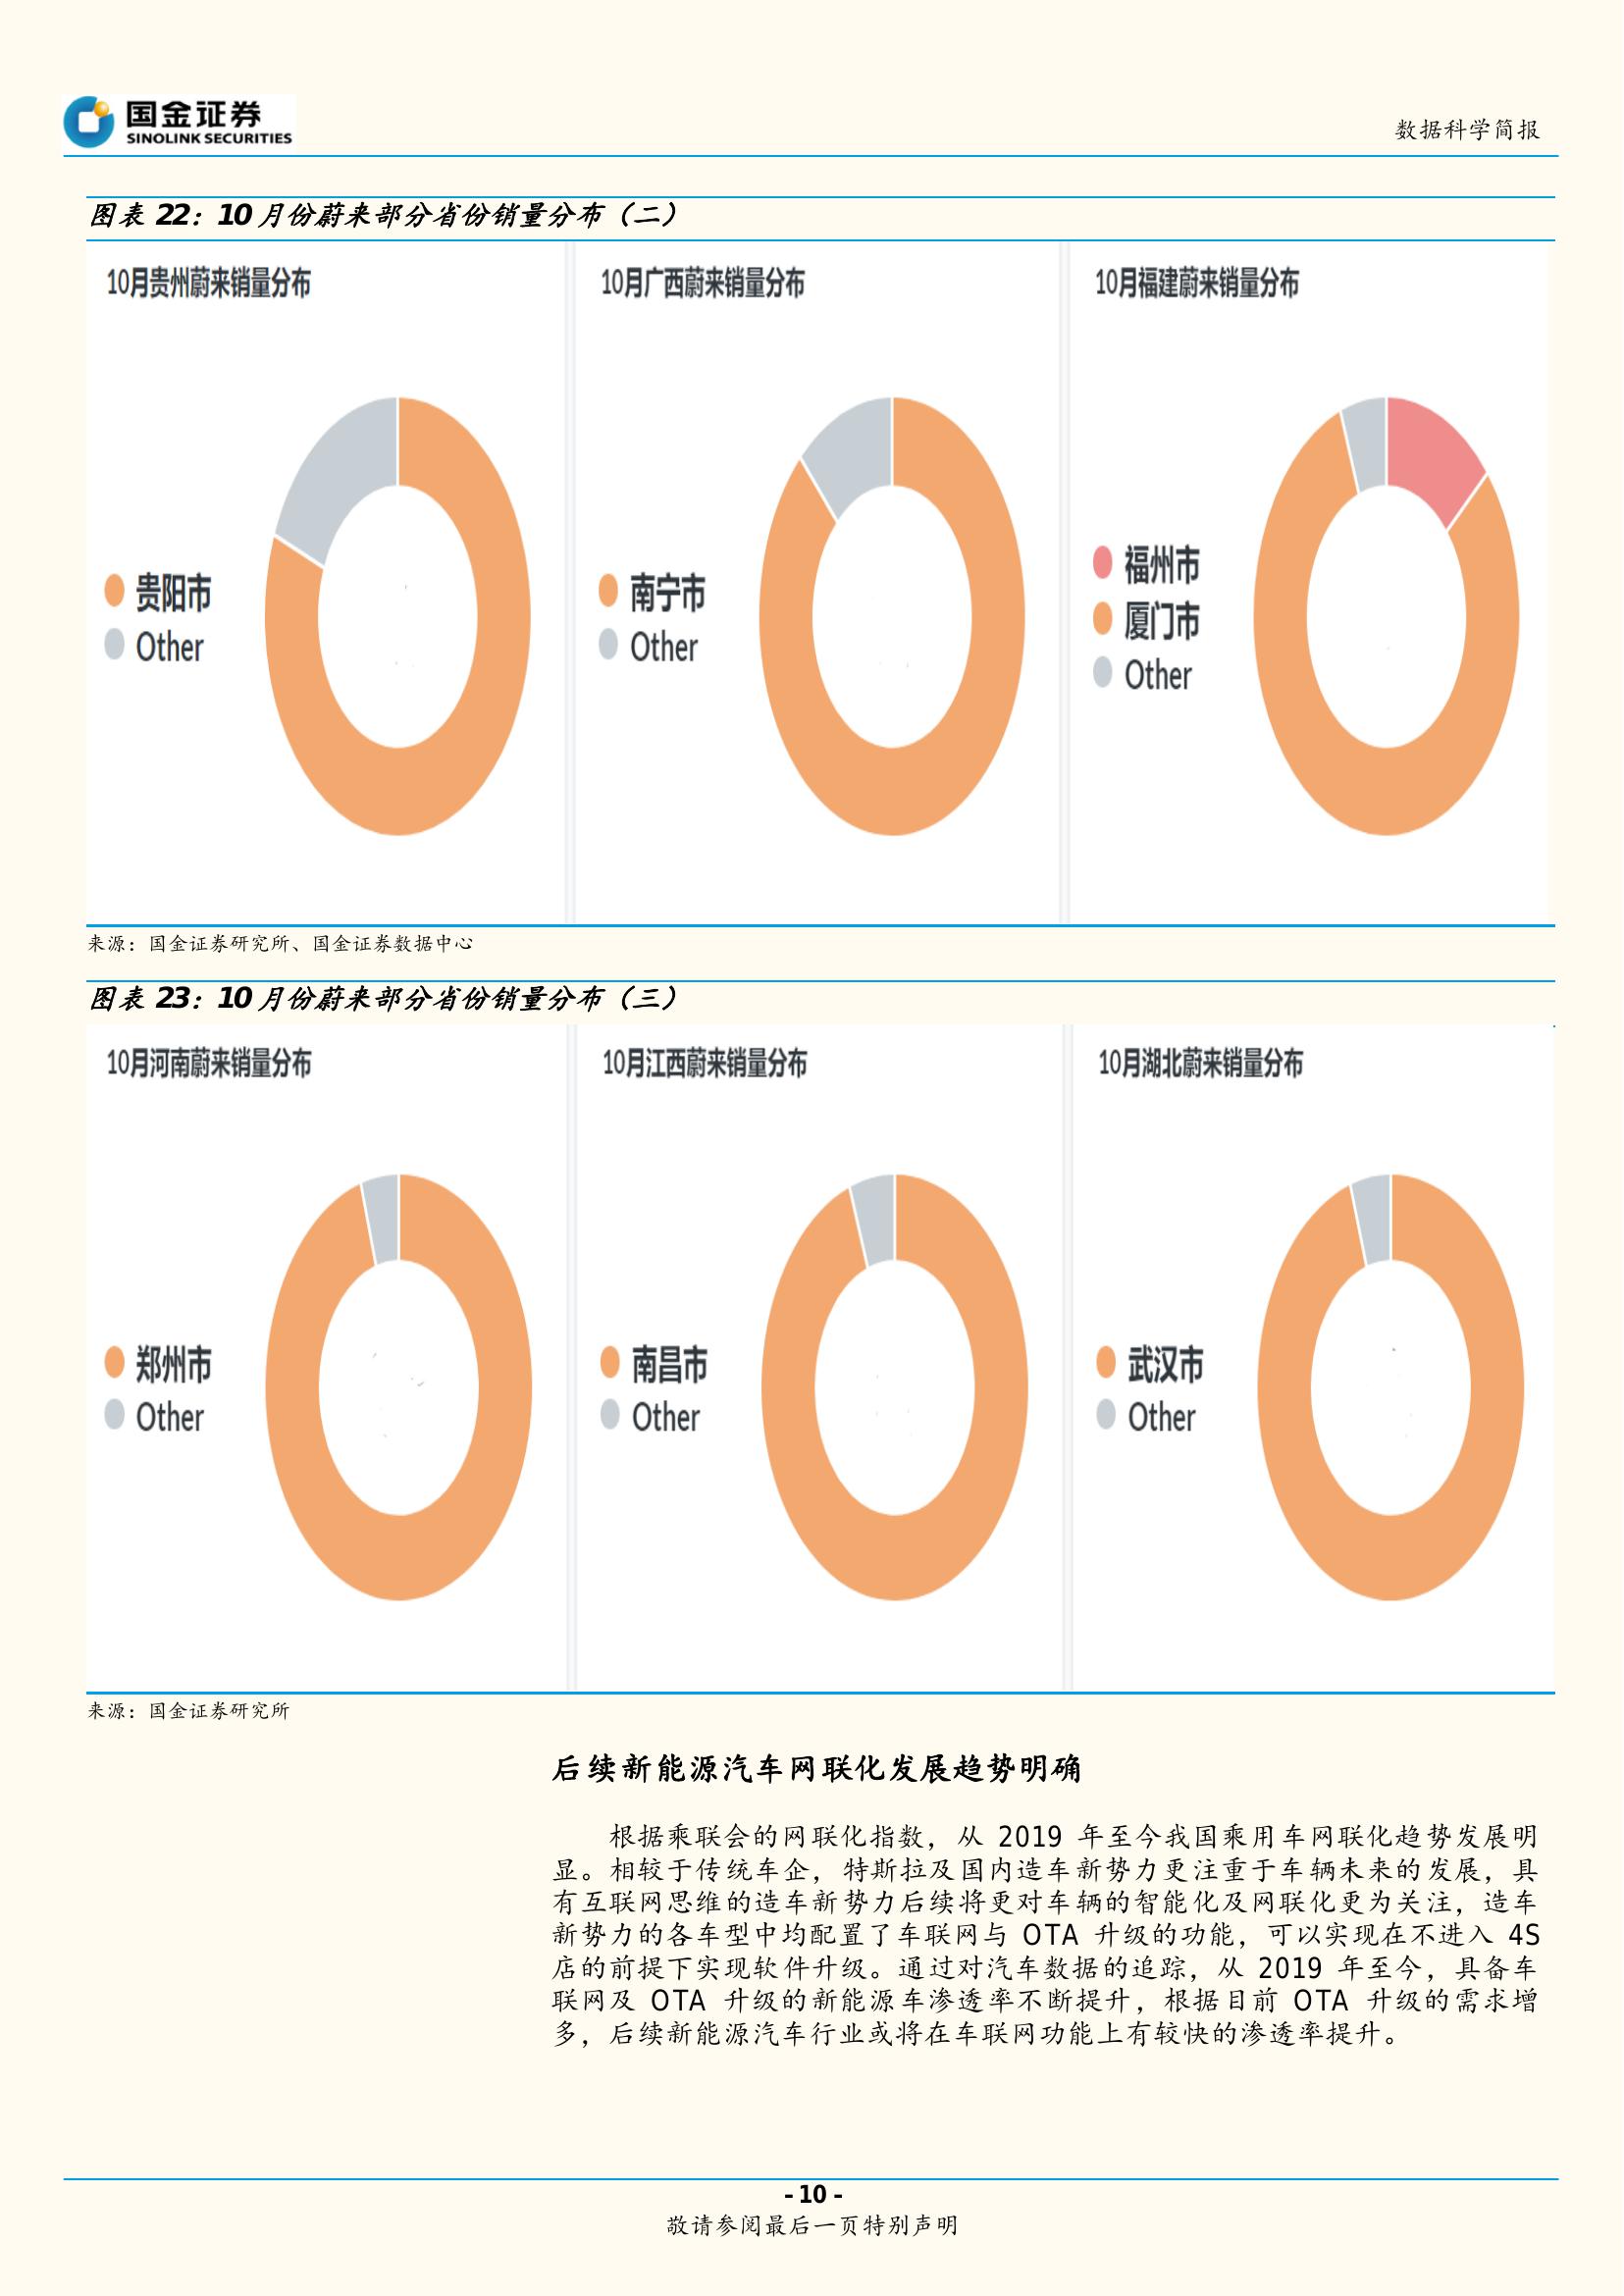 国金证券
SINOLINK SECURITIES
数据科学简报
图表 22：10 月份蔚来部分省份销量分布（二）
10月贵州蔚来销量分布
贵阳市
Other
10月广西蔚来销量分布
南宁市
Other
10月福建蔚来销量分布
福州市
厦门市
Other
来源：国金证券研究所、国金证券数据中心
图表 23：10 月份蔚来部分省份销量分布（三）
10月河南蔚来销量分布
郑州市
Other
10月江西蔚来销量分布
南昌市
Other
10月湖北蔚来销量分布
武汉市
Other
来源：国金证券研究所
后续新能源汽车网联化发展趋势明确
根据乘联会的网联化指数，从 2019 年至今我国乘用车网联化趋势发展明
显。相较于传统车企，特斯拉及国内造车新势力更注重于车辆未来的发展，具
有互联网思维的造车新势力后续将更对车辆的智能化及网联化更为关注，造车
新势力的各车型中均配置了车联网与 OTA 升级的功能，可以实现在不进入 4S
店的前提下实现软件升级。通过对汽车数据的追踪，从 2019 年至今，具备车
联网及 OTA 升级的新能源车渗透率不断提升，根据目前 OTA 升级的需求增
多，后续新能源汽车行业或将在车联网功能上有较快的渗透率提升。
- 10 -
敬请参阅最后一页特别声明